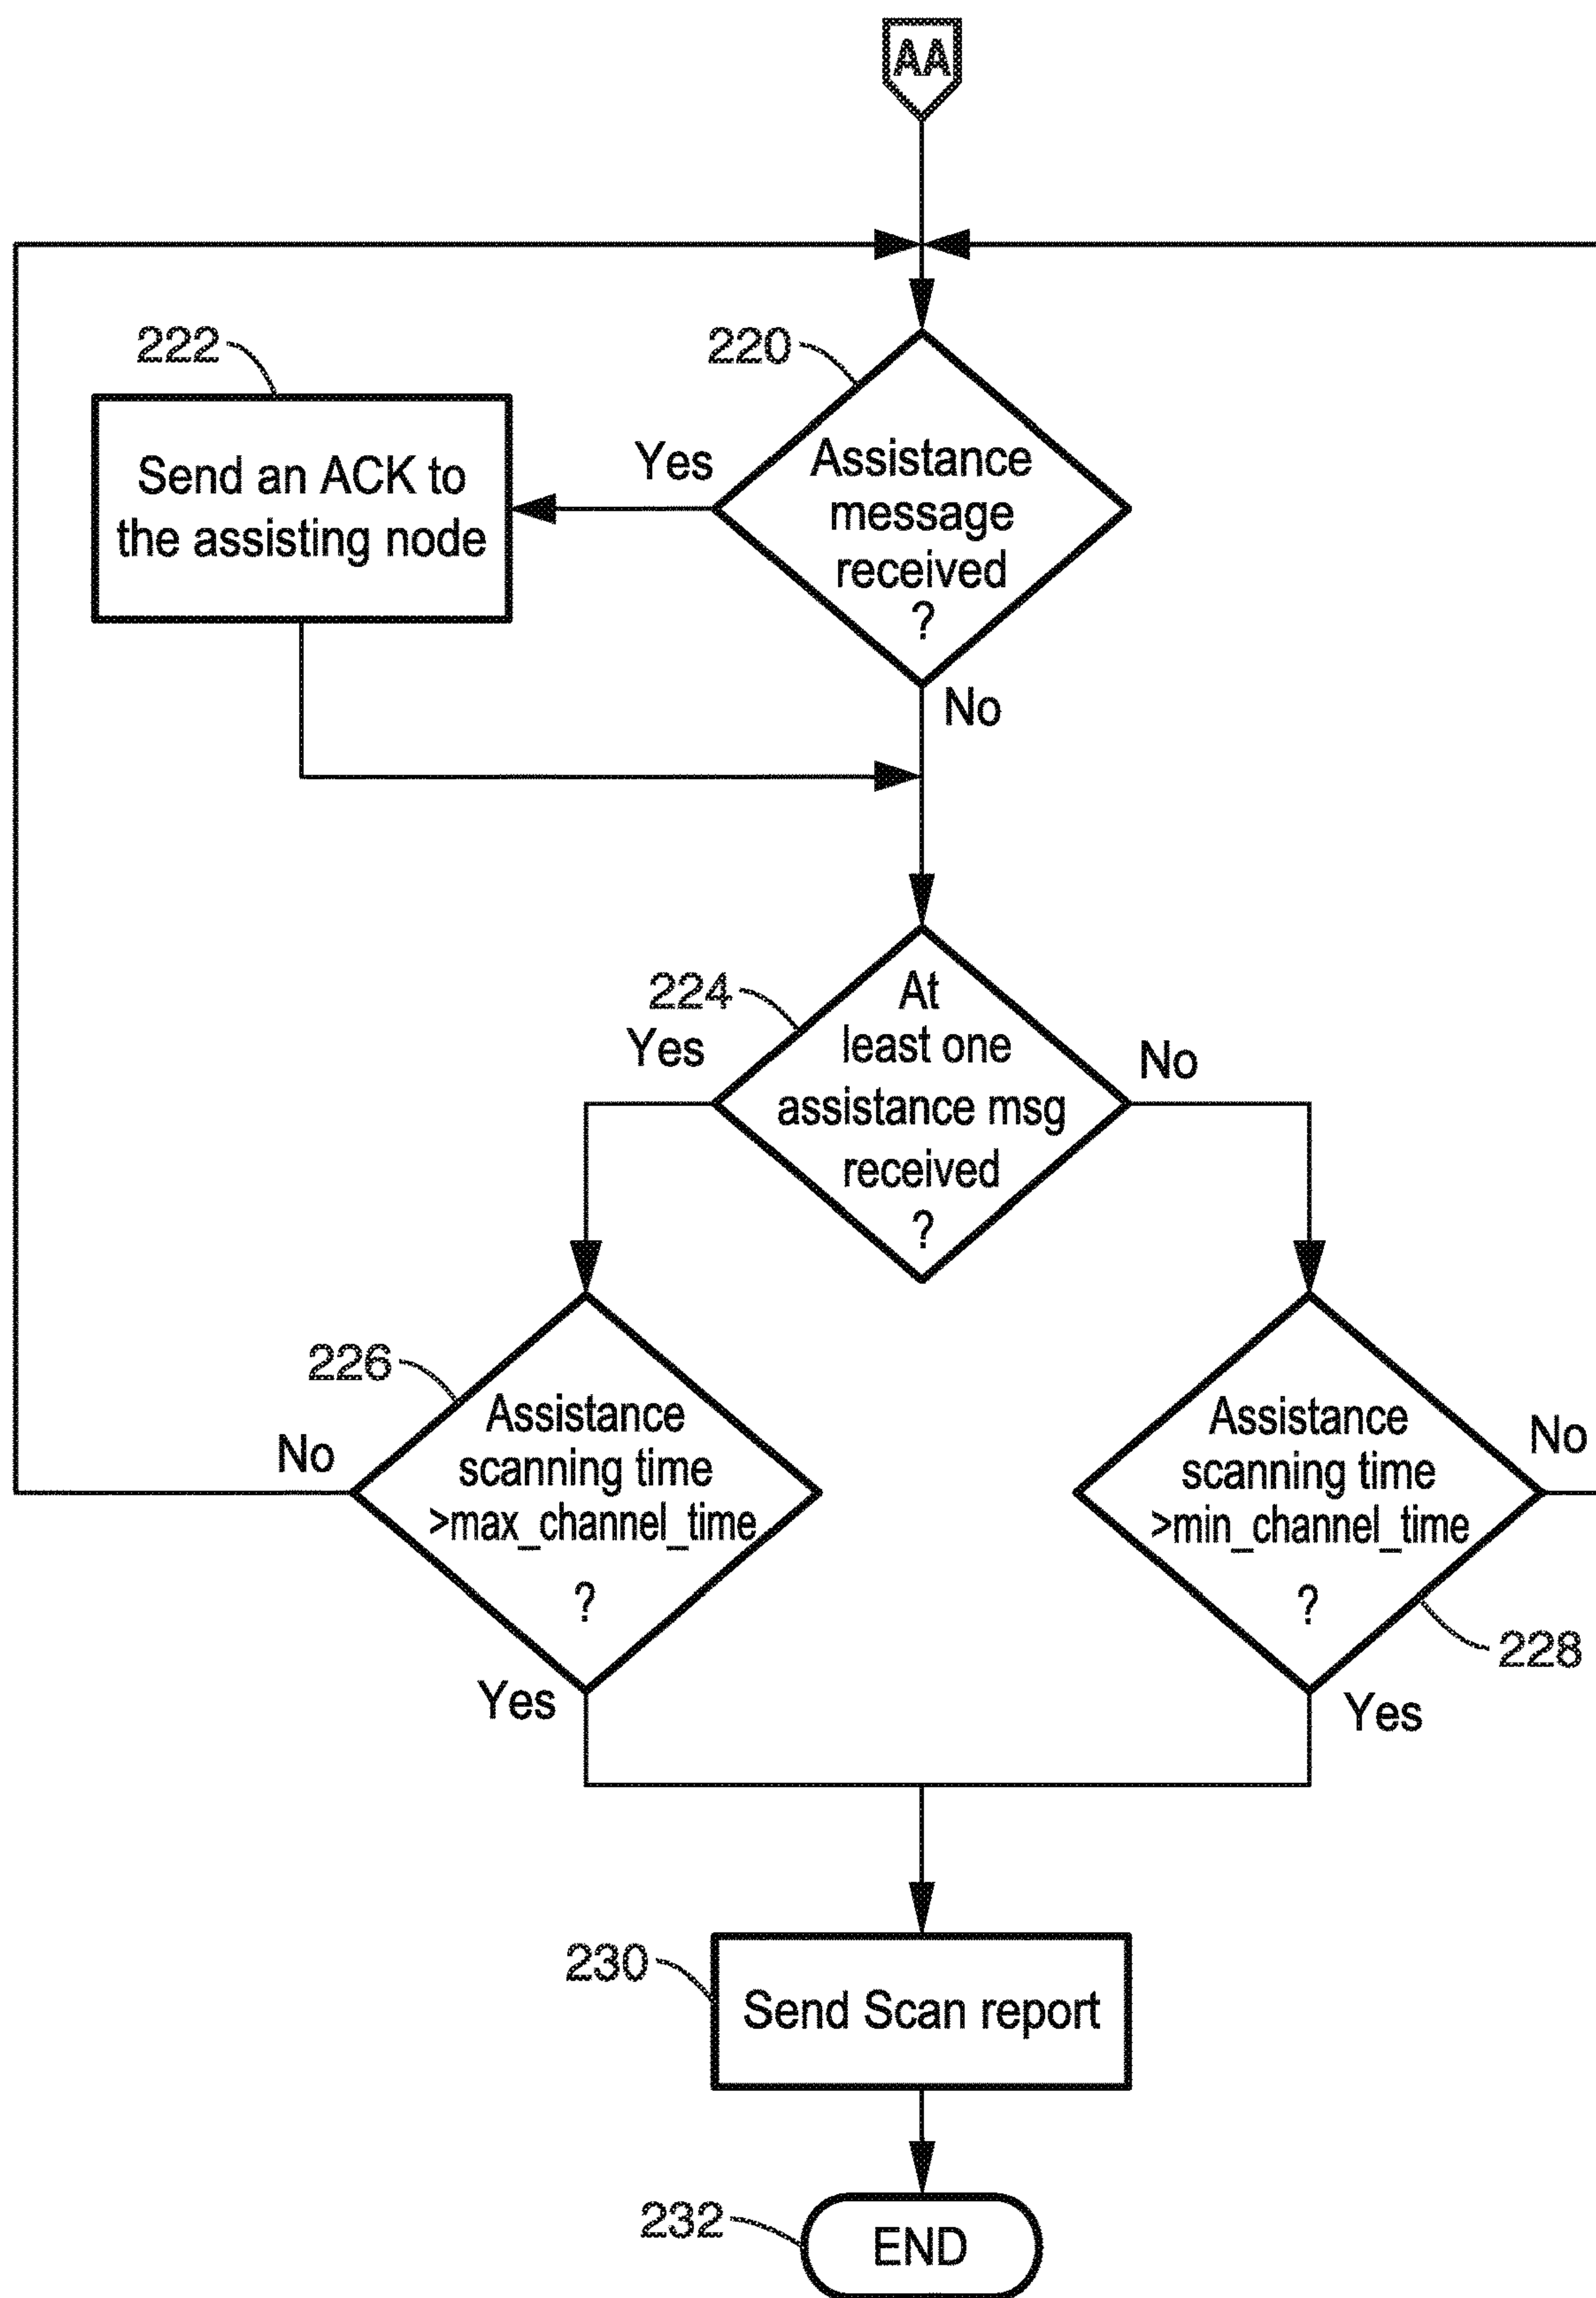 AA
222
220
Yes
Send an ACK to
the assisting node
Assistance
message
received
?
No
224
Yes
At
least one
assistance msg
received
?
No
226
No
Assistance
scanning time
>max_channel_time
?
Yes
Assistance
scanning time
>min_channel_time
?
No
228
Yes
230
Send Scan report
232
END